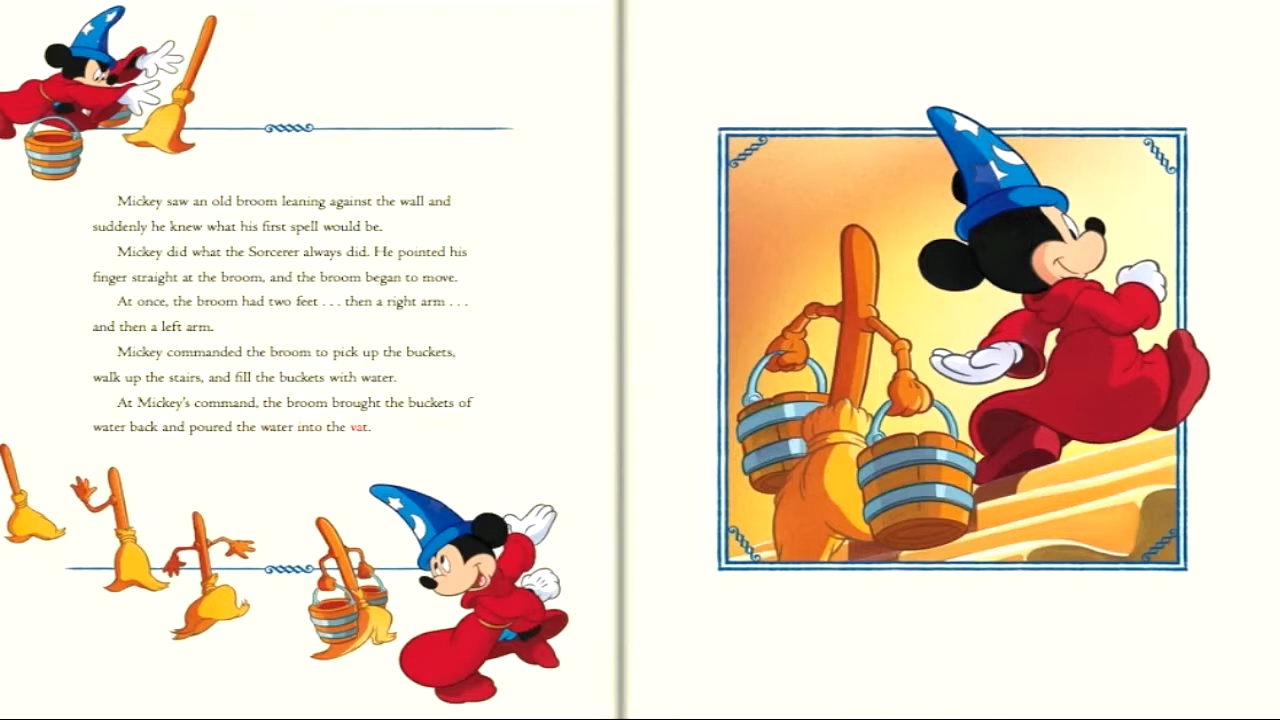 Mickey saw an old broom leaning against the wall and
suddenly he knew what his first spell would be.
Mickey did what the Sorcerer always did. He pointed his
finger straight at the broom, and the broom began to move.
At once, the broom had two feet . . . then a right arm . . .
and then a left arm.
Mickey commanded the broom to pick up the buckets,
walk up the stairs, and fill the buckets with water.
At Mickey's command, the broom brought the buckets of
water back and poured the water into the vat.